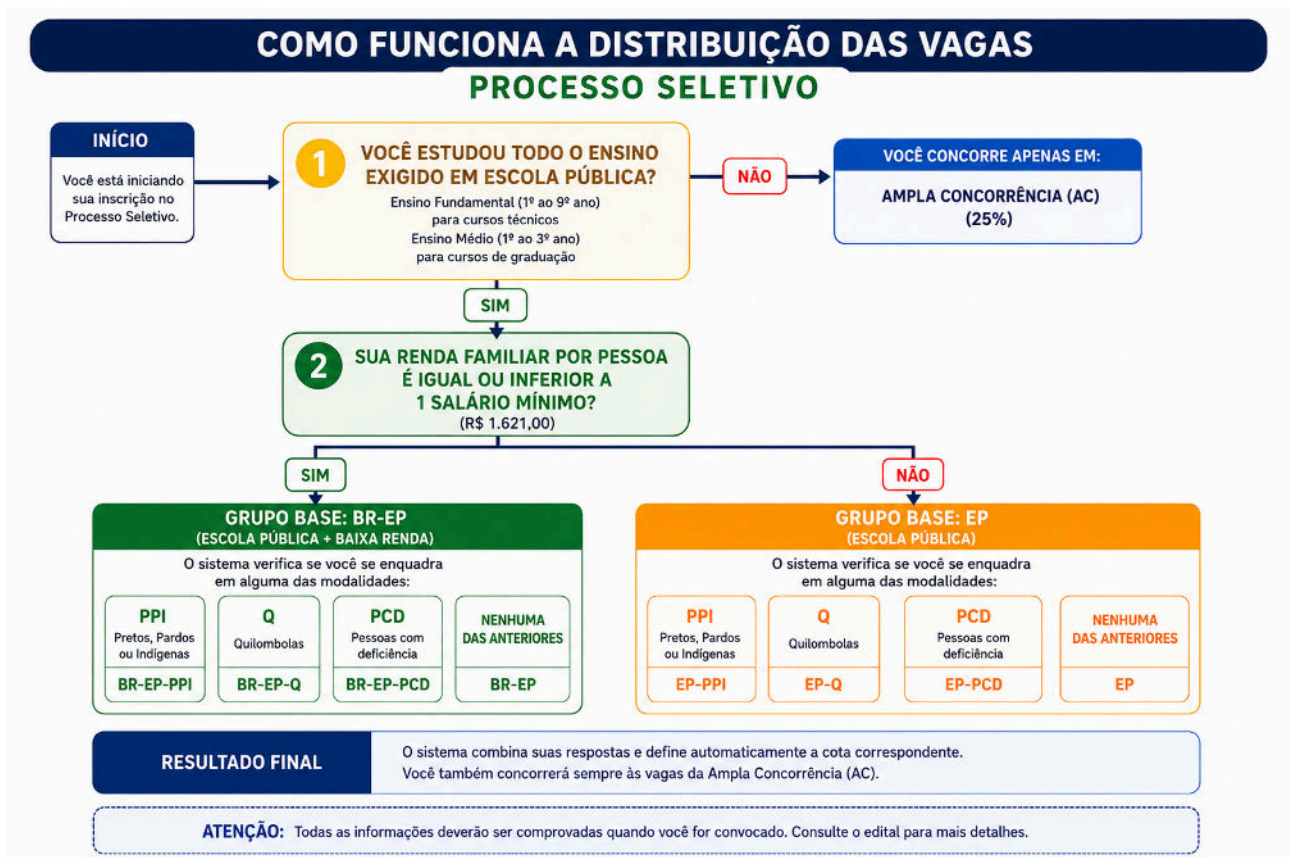 COMO FUNCIONA A DISTRIBUIÇÃO DAS VAGAS
PROCESSO SELETIVO
INÍCIO
Você está iniciando
sua inscrição no
Processo Seletivo.
1
VOCÊ ESTUDOU TODO O ENSINO
EXIGIDO EM ESCOLA PÚBLICA?
Ensino Fundamental (1º ao 9º ano)
para cursos técnicos
Ensino Médio (1º ao 3º ano)
para cursos de graduação
NÃO
VOCÊ CONCORRE APENAS EM:
AMPLA CONCORRÊNCIA (AC)
(25%)
SIM
2
SUA RENDA FAMILIAR POR PESSOA
É IGUAL OU INFERIOR A
1 SALÁRIO MÍNIMO?
(R$ 1.621,00)
SIM
NÃO
GRUPO BASE: BR-EP
(ESCOLA PÚBLICA + BAIXA RENDA)
O sistema verifica se você se enquadra
em alguma das modalidades:
PPI
Pretos, Pardos
ou Indígenas
BR-EP-PPI
Q
Quilombolas
BR-EP-Q
PCD
Pessoas com
deficiência
BR-EP-PCD
NENHUMA
DAS ANTERIORES
BR-EP
GRUPO BASE: EP
(ESCOLA PÚBLICA)
O sistema verifica se você se enquadra
em alguma das modalidades:
PPI
Pretos, Pardos
ou Indígenas
EP-PPI
Q
Quilombolas
EP-Q
PCD
Pessoas com
deficiência
EP-PCD
NENHUMA
DAS ANTERIORES
EP
RESULTADO FINAL
O sistema combina suas respostas e define automaticamente a cota correspondente.
Você também concorrerá sempre às vagas da Ampla Concorrência (AC).
ATENÇÃO: Todas as informações deverão ser comprovadas quando você for convocado. Consulte o edital para mais detalhes.